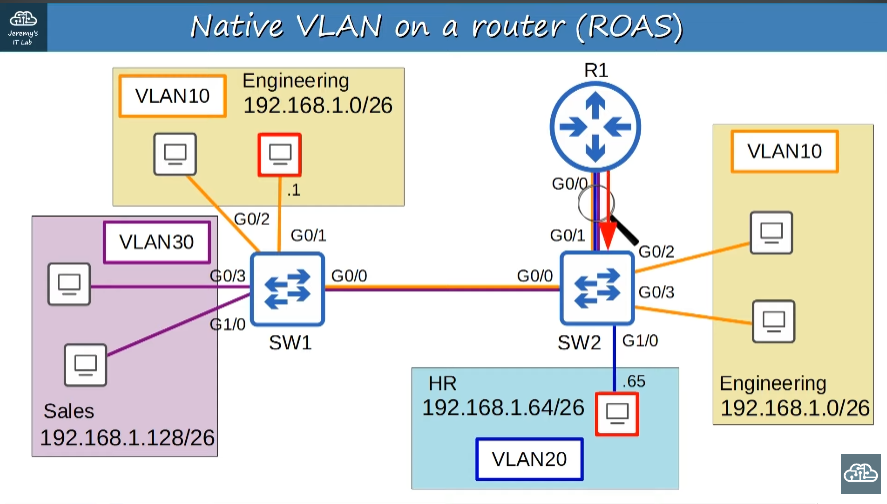 Jeremy's
IT Lab
Native VLAN on a router (ROAS)
VLAN10
Engineering
192.168.1.0/26
.1
G0/2
G0/1
VLAN30
G0/3
G1/0
Sales
192.168.1.128/26
G0/0
SW1
R1
G0/0
G0/1
G0/0
G0/2
G0/3
SW2
G1/0
VLAN10
Engineering
192.168.1.0/26
HR
.65
192.168.1.64/26
VLAN20